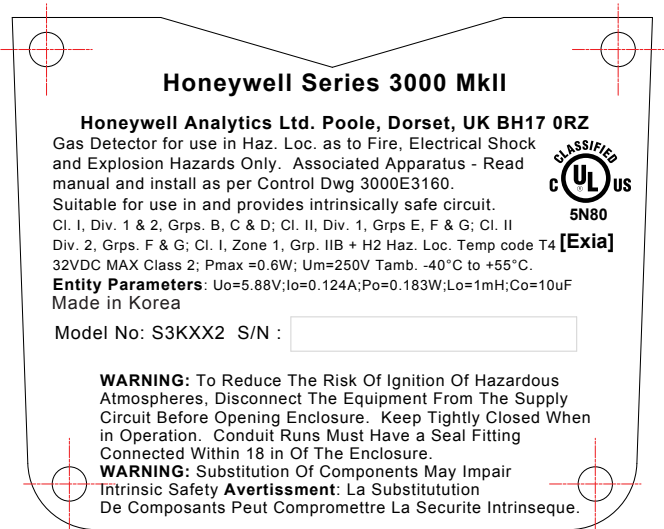 Honeywell Series 3000 MkII
Honeywell Analytics Ltd. Poole, Dorset, UK BH17 0RZ
Gas Detector for use in Haz. Loc. as to Fire, Electrical Shock
and Explosion Hazards Only.  Associated Apparatus - Read
manual and install as per Control Dwg 3000E3160.
Suitable for use in and provides intrinsically safe circuit.
Cl. I, Div. 1 & 2, Grps. B, C & D; Cl. II, Div. 1, Grps E, F & G; Cl. II
Div. 2, Grps. F & G; Cl. I, Zone 1, Grp. IIB + H2 Haz. Loc. Temp code T4
32VDC MAX Class 2; Pmax =0.6W; Um=250V Tamb. -40°C to +55°C.
Entity Parameters: Uo=5.88V;Io=0.124A;Po=0.183W;Lo=1mH;Co=10uF
Made in Korea
CLASSIFIED
C UL US
5N80
[Exia]
Model No: S3KXX2  S/N :
WARNING: To Reduce The Risk Of Ignition Of Hazardous
Atmospheres, Disconnect The Equipment From The Supply
Circuit Before Opening Enclosure.  Keep Tightly Closed When
in Operation.  Conduit Runs Must Have a Seal Fitting
Connected Within 18 in Of The Enclosure.
WARNING: Substitution Of Components May Impair
Intrinsic Safety Avertissment: La Substitutution
De Composants Peut Compromettre La Securite Intrinseque.